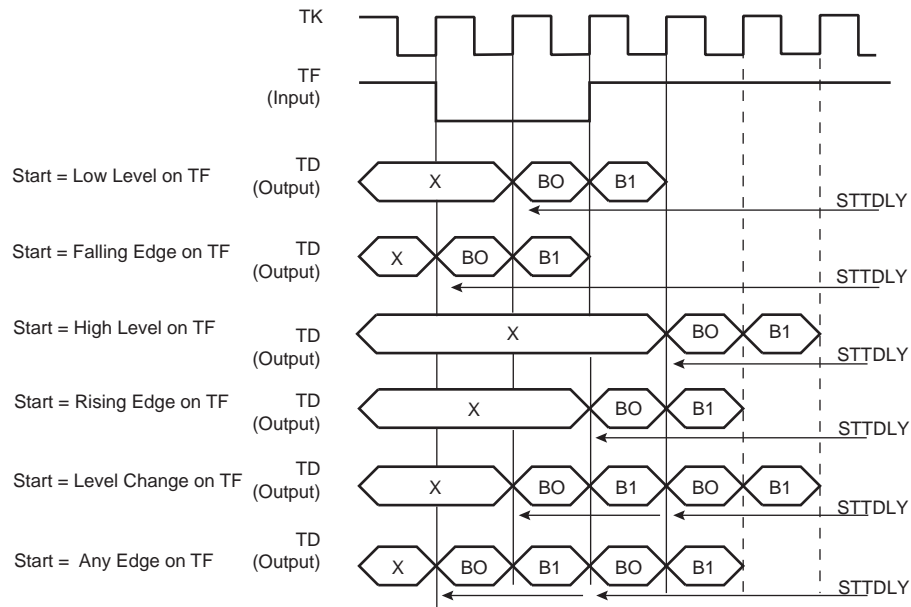 TK
TF
(Input)
Start = Low Level on TF
TD
(Output)
X
BO
B1
STTDLY
Start = Falling Edge on TF
TD
(Output)
X
BO
B1
STTDLY
Start = High Level on TF
TD
(Output)
X
BO
B1
STTDLY
Start = Rising Edge on TF
TD
(Output)
X
BO
B1
STTDLY
Start = Level Change on TF
TD
(Output)
X
BO
B1
BO
B1
STTDLY
Start = Any Edge on TF
TD
(Output)
X
BO
B1
BO
B1
STTDLY